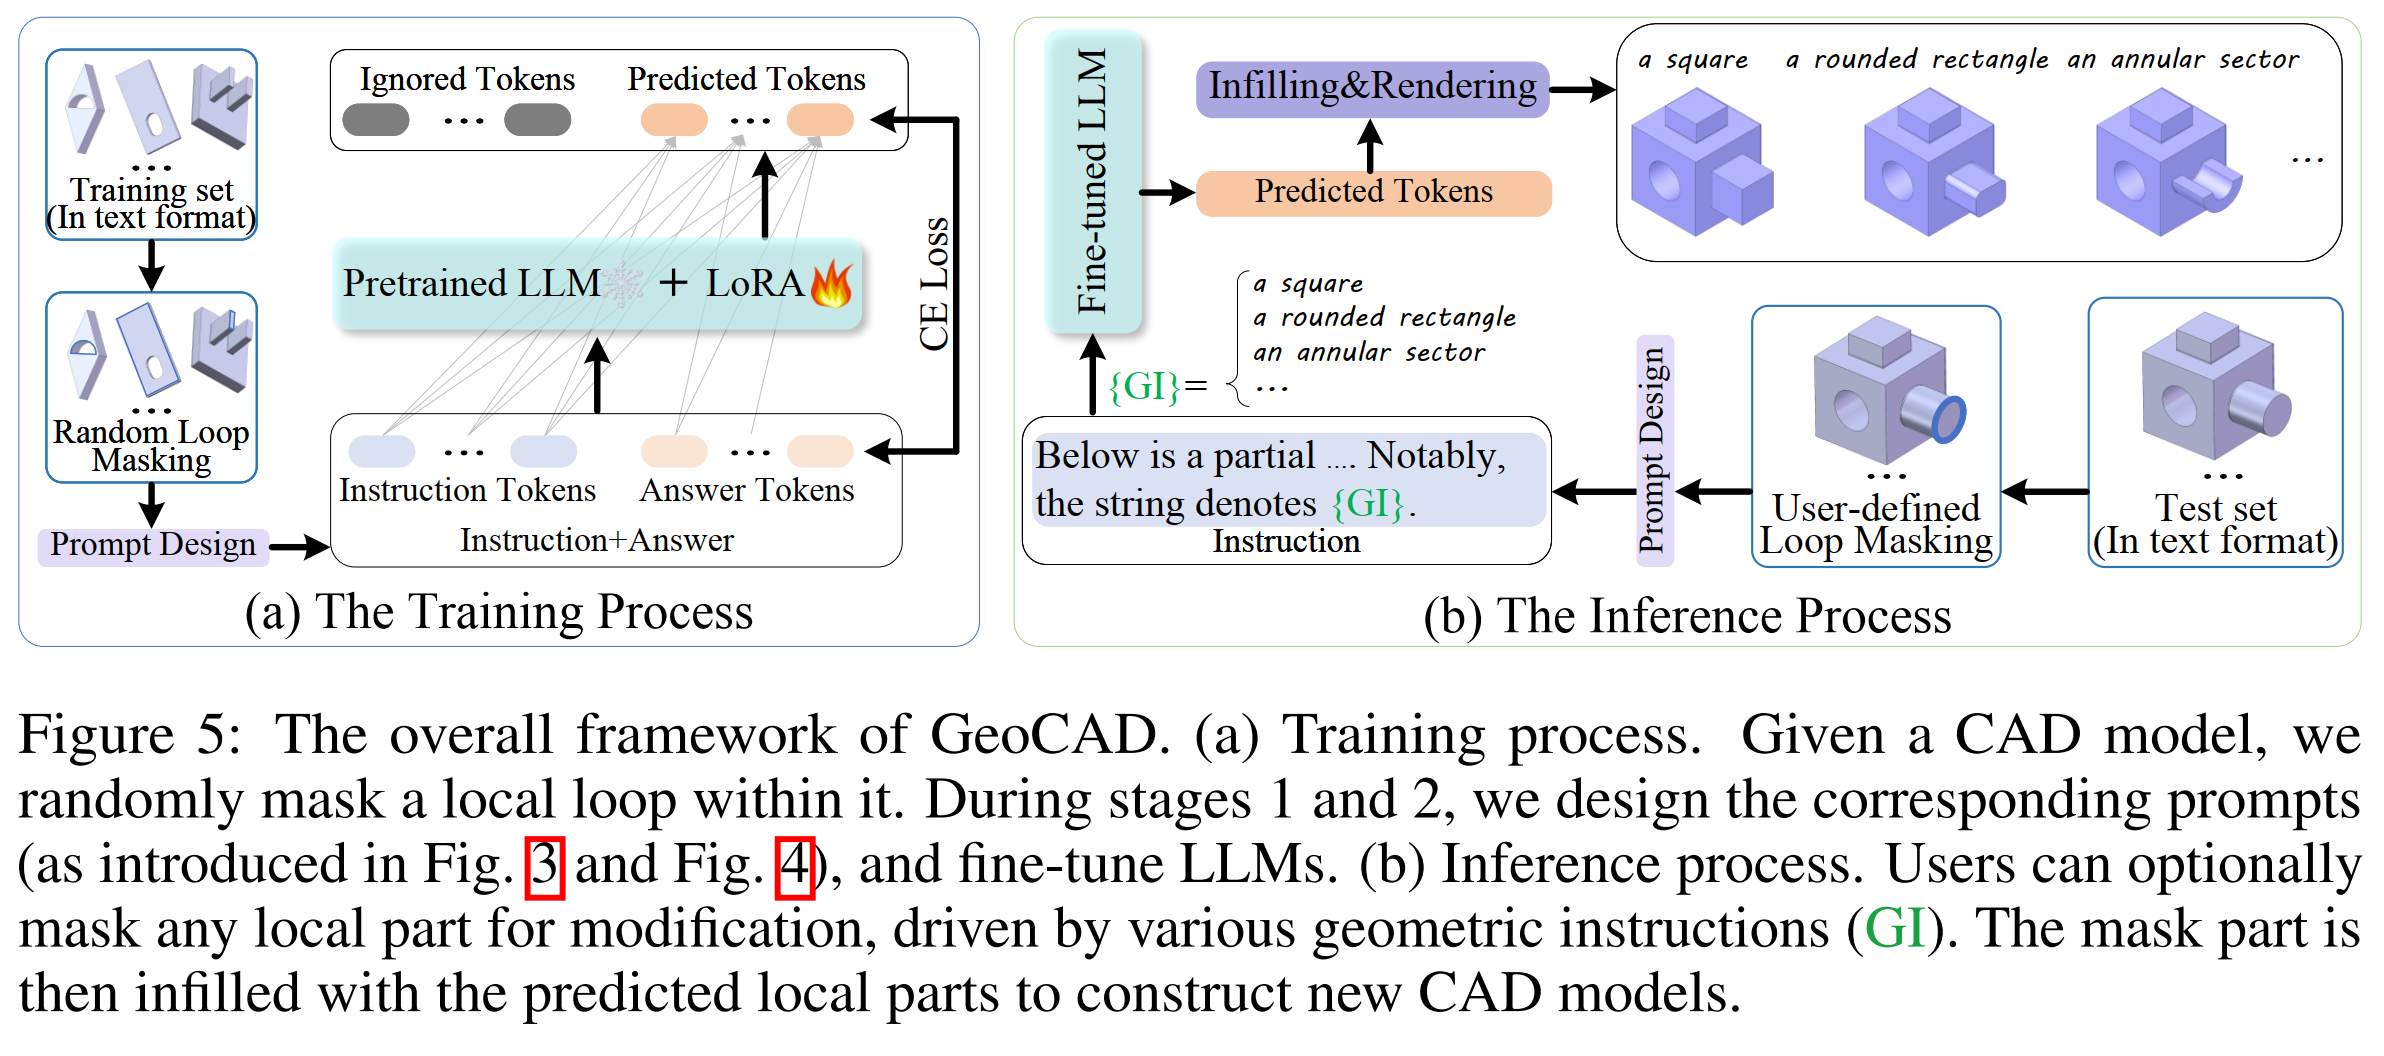 Training set
(In text format)
Random Loop
Masking
Prompt Design
Ignored Tokens
Predicted Tokens
Pretrained LLM + LoRA
CE Loss
Instruction Tokens
Answer Tokens
Instruction+Answer
(a) The Training Process
Fine-tuned LLM
Infilling&Rendering
Predicted Tokens
a square
a rounded rectangle
an annular sector
...
{GI}=
a square
a rounded rectangle
an annular sector
...
Below is a partial .... Notably,
the string denotes {GI}.
Instruction
Prompt Design
User-defined
Loop Masking
Test set
(In text format)
(b) The Inference Process
Figure 5: The overall framework of GeoCAD. (a) Training process. Given a CAD model, we
randomly mask a local loop within it. During stages 1 and 2, we design the corresponding prompts
(as introduced in Fig. 3 and Fig. 4), and fine-tune LLMs. (b) Inference process. Users can optionally
mask any local part for modification, driven by various geometric instructions (GI). The mask part is
then infilled with the predicted local parts to construct new CAD models.